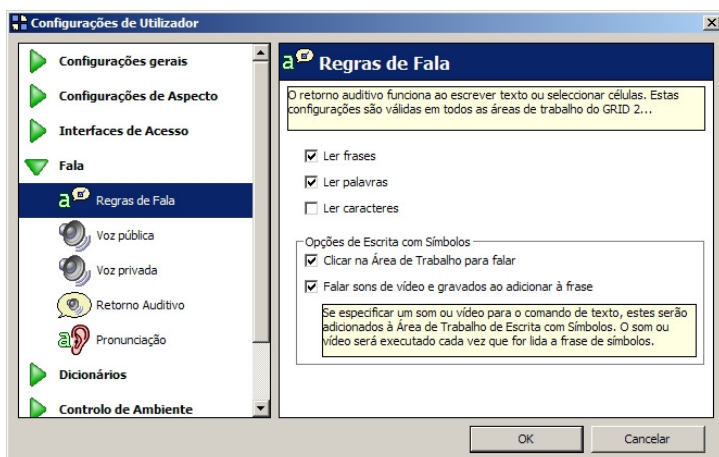 Configurações de Utilizador
Configurações gerais
Configurações de Aspecto
Interfaces de Acesso
Fala
Regras de Fala
Voz pública
Voz privada
Retorno Auditivo
Pronunciação
Dicionários
Controlo de Ambiente
Regras de Fala
O retorno auditivo funciona ao escrever texto ou seleccionar células. Estas
configurações são válidas em todos as áreas de trabalho do GRID 2...
Ler frases
Ler palavras
Ler caracteres
Opções de Escrita com Símbolos
Clicar na Área de Trabalho para falar
Falar sons de vídeo e gravados ao adicionar à frase
Se especificar um som ou vídeo para o comando de texto, estes serão
adicionados à Área de Trabalho de Escrita com Símbolos. O som ou
vídeo será executado cada vez que for lida a frase de símbolos.
OK
Cancelar